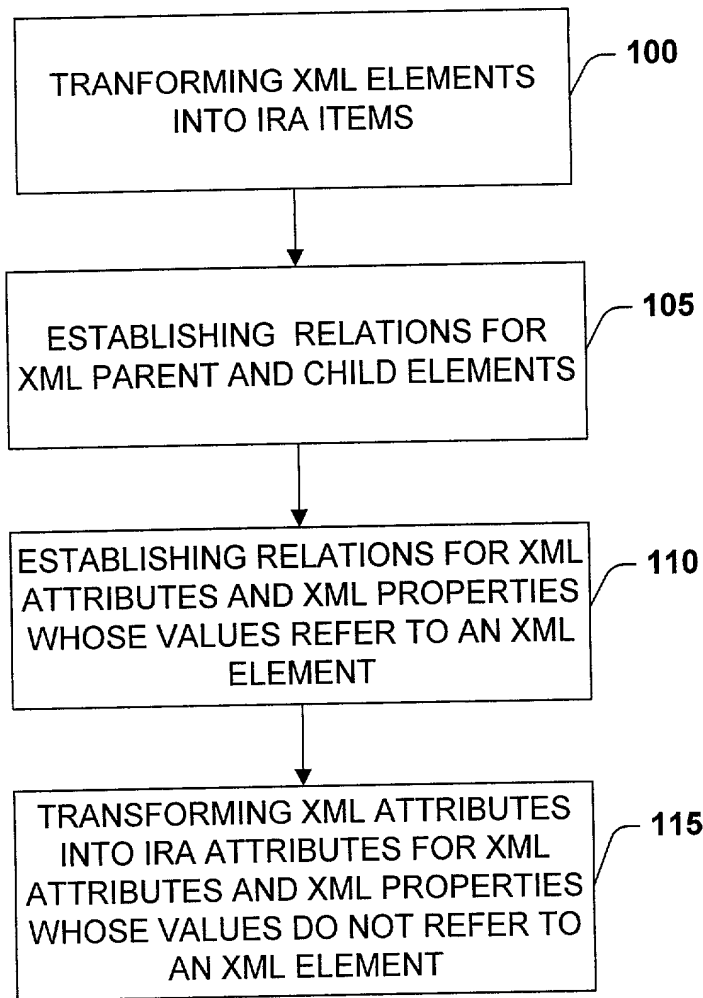 TRANFORMING XML ELEMENTS
INTO IRA ITEMS
100
ESTABLISHING RELATIONS FOR
XML PARENT AND CHILD ELEMENTS
105
ESTABLISHING RELATIONS FOR XML
ATTRIBUTES AND XML PROPERTIES
WHOSE VALUES REFER TO AN XML
ELEMENT
110
TRANSFORMING XML ATTRIBUTES
INTO IRA ATTRIBUTES FOR XML
ATTRIBUTES AND XML PROPERTIES
WHOSE VALUES DO NOT REFER TO
AN XML ELEMENT
115